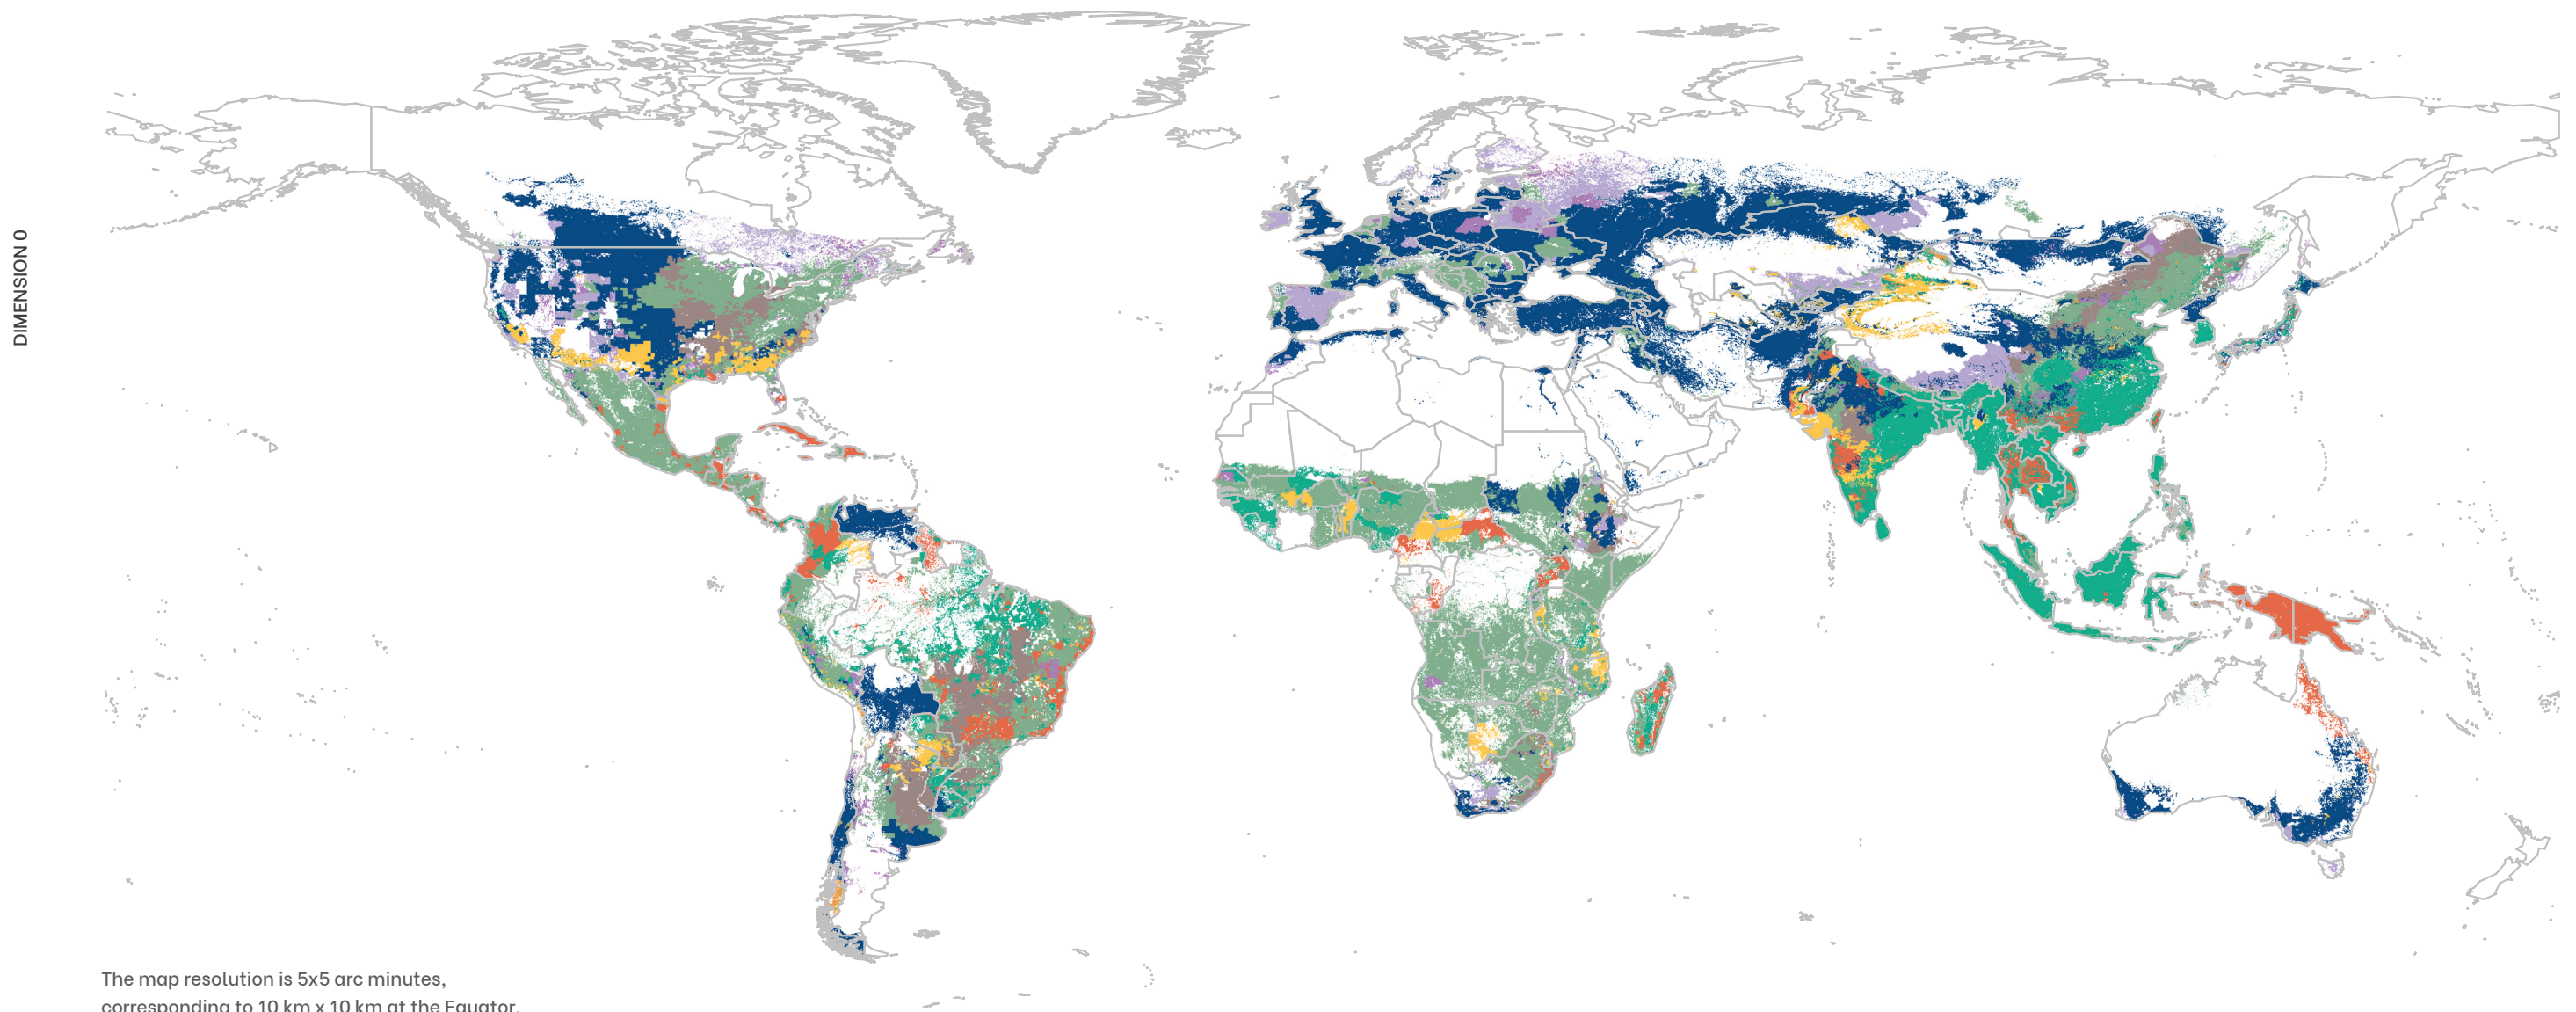 DIMENSION 0
The map resolution is 5x5 arc minutes,
corresponding to 10 km x 10 km at the Equator.